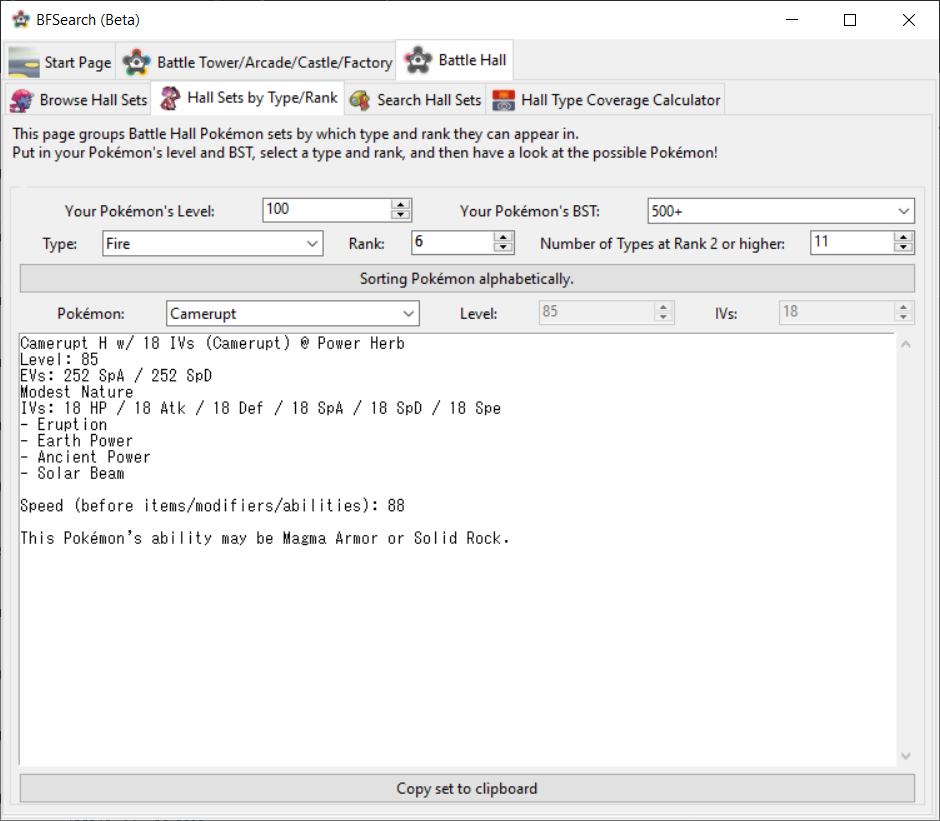 BFSearch (Beta)
Start Page
Battle Tower/Arcade/Castle/Factory
Battle Hall
Browse Hall Sets
Hall Sets by Type/Rank
Search Hall Sets
Hall Type Coverage Calculator
This page groups Battle Hall Pokémon sets by which type and rank they can appear in.
Put in your Pokémon's level and BST, select a type and rank, and then have a look at the possible Pokémon!
Your Pokémon's Level: 100 Your Pokémon's BST: 500+
Type: Fire Rank: 6 Number of Types at Rank 2 or higher: 11
Sorting Pokémon alphabetically.
Pokémon: Camerupt Level: 85 IVs: 18
Camerupt H w/ 18 IVs (Camerupt) @ Power Herb
Level: 85
EVs: 252 SpA / 252 SpD
Modest Nature
IVs: 18 HP / 18 Atk / 18 Def / 18 SpA / 18 SpD / 18 Spe
- Eruption
- Earth Power
- Ancient Power
- Solar Beam
Speed (before items/modifiers/abilities): 88
This Pokémon's ability may be Magma Armor or Solid Rock.
Copy set to clipboard